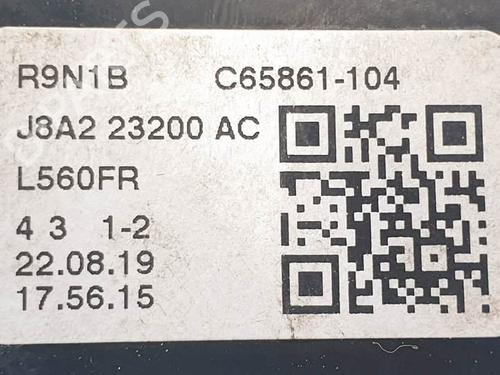 R9N1B C65861-104
J8A2 23200 AC
L560FR
4 3 1-2
22.08.19
17.56.15